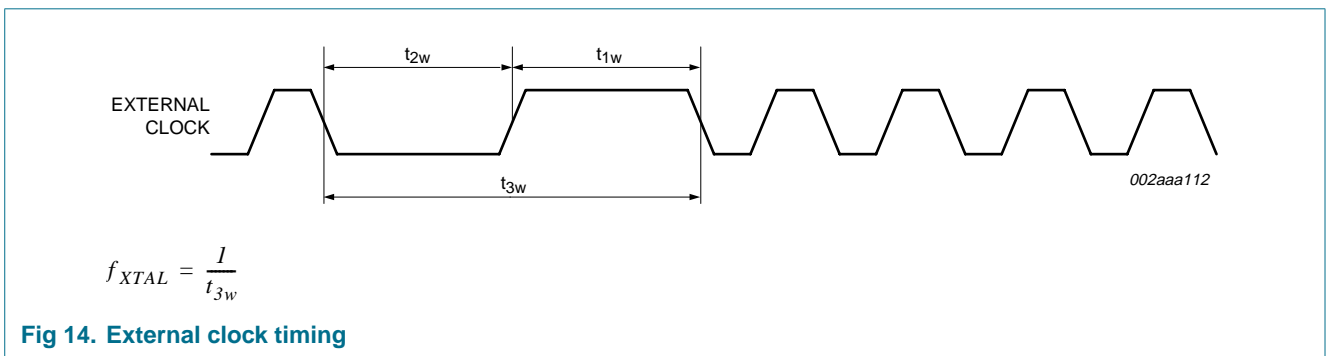 t2w
t1w
EXTERNAL
CLOCK
t3w
002aaa112
fXTAL = 1/t3w
Fig 14. External clock timing